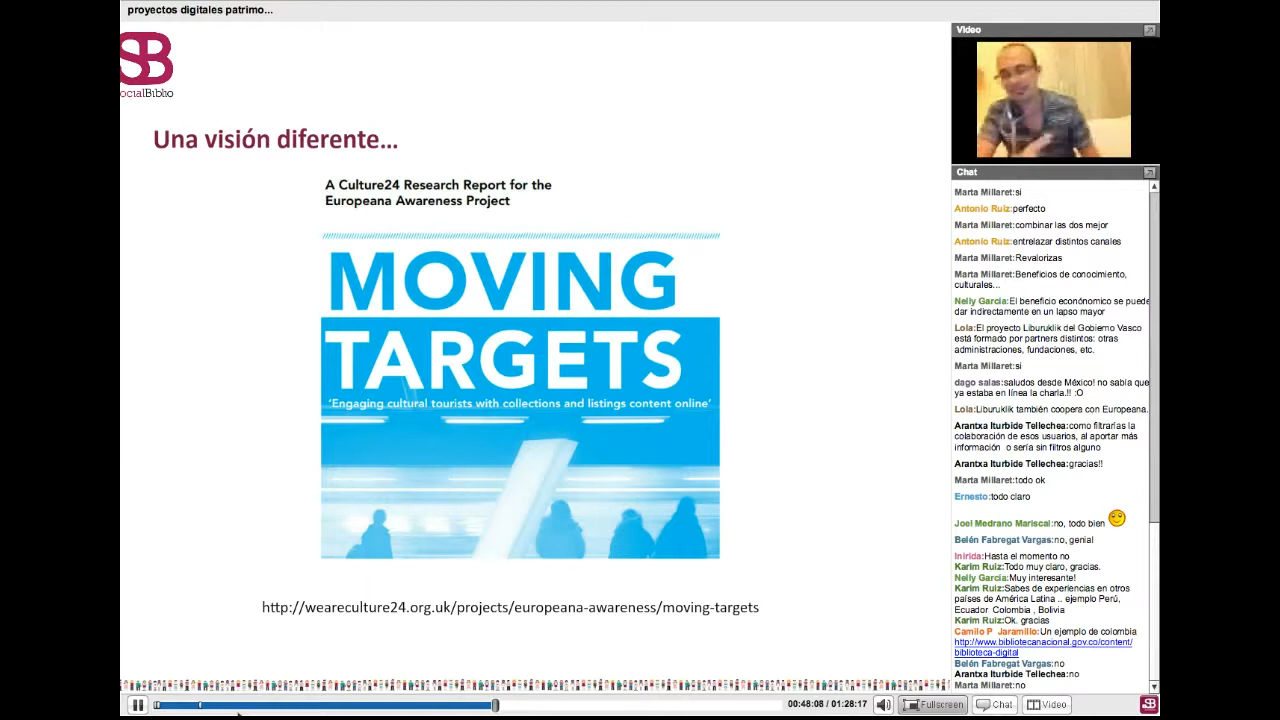 proyectos digitales patrimo...
SB
ocialBiblio
Una visión diferente...
A Culture24 Research Report for the
Europeana Awareness Project
MOVING
TARGETS
'Engaging cultural tourists with collections and listings content online'
http://weareculture24.org.uk/projects/europeana-awareness/moving-targets
Video
Chat
Marta Millaret:si
Antonio Ruiz:perfecto
Marta Millaret:combinar las dos mejor
Antonio Ruiz:entrelazar distintos canales
Marta Millaret:Revalorizas
Marta Millaret:Beneficios de conocimiento,
culturales...
Nelly Garcia:El beneficio econónomico se puede
dar indirectamente en un lapso mayor
Lola:El proyecto Liburuklik del Gobierno Vasco
está formado por partners distintos: otras
administraciones, fundaciones, etc.
Marta Millaret:si
dago salas:saludos desde México! no sabía que
ya estaba en línea la charla.!! :O
Lola:Liburuklik también coopera con Europeana.
Arantxa Iturbide Tellechea:como filtrarías la
colaboración de esos usuarios, al aportar más
información o sería sin filtros alguno
Arantxa Iturbide Tellechea:gracias!!
Marta Millaret:todo ok
Ernesto:todo claro
Joel Medrano Mariscal:no, todo bien
Belén Fabregat Vargas:no, genial
Inirida:Hasta el momento no
Karim Ruiz:Todo muy claro, gracias.
Nelly Garcia:Muy interesante!
Karim Ruiz:Sabes de experiencias en otros
países de América Latina .. ejemplo Perú,
Ecuador Colombia , Bolivia
Karim Ruiz:Ok. gracias
Camilo P Jaramillo:Un ejemplo de colombia
http://www.bibliotecanacional.gov.co/content/
biblioteca-digital
Belén Fabregat Vargas:no
Arantxa Iturbide Tellechea:no
Marta Millaret:no
00:48:08 / 01:28:17
Fullscreen
Chat
Video
SB